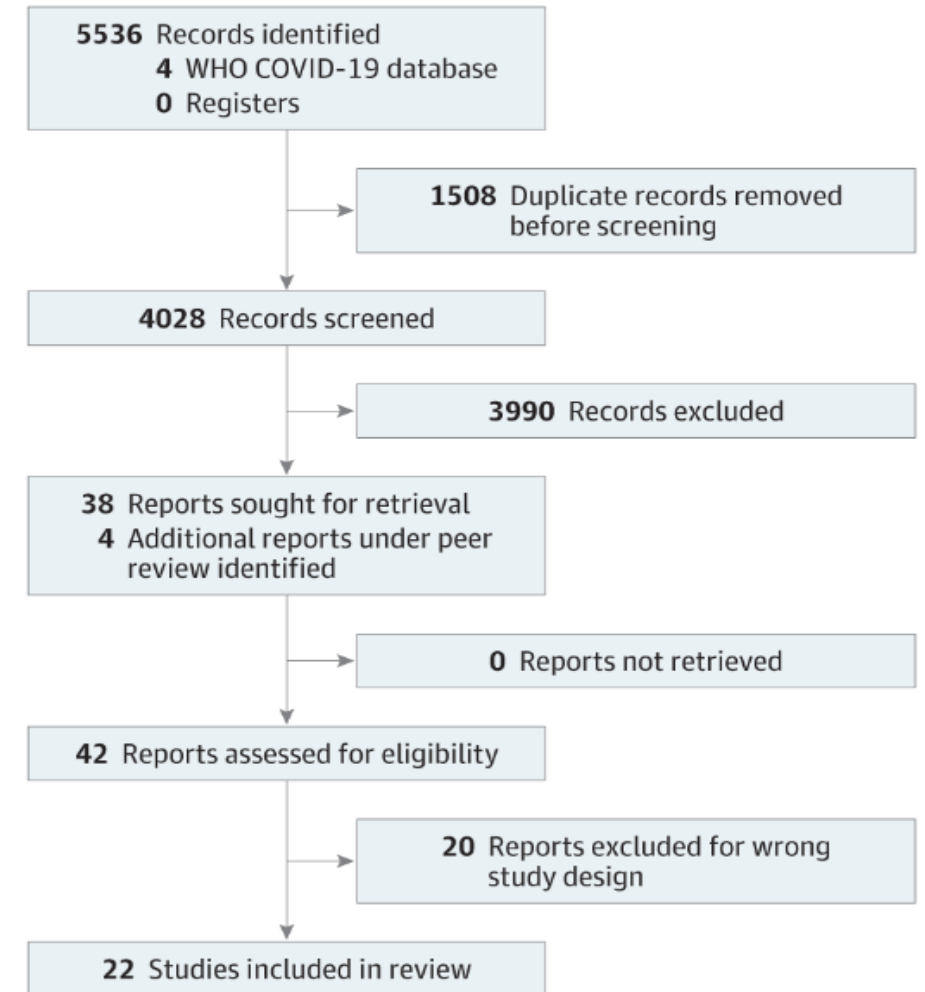 5536 Records identified
4 WHO COVID-19 database
0 Registers
1508 Duplicate records removed
before screening
4028 Records screened
3990 Records excluded
38 Reports sought for retrieval
4 Additional reports under peer
review identified
0 Reports not retrieved
42 Reports assessed for eligibility
20 Reports excluded for wrong
study design
22 Studies included in review